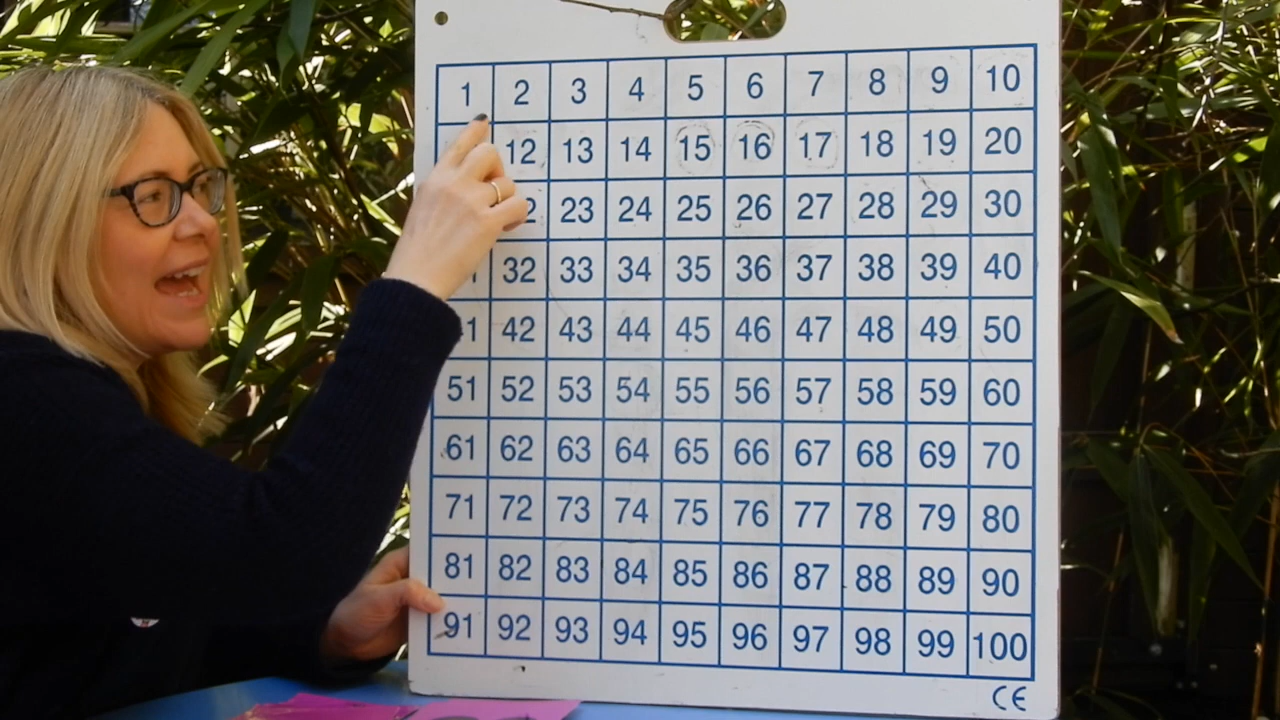 1 2 3 4 5 6 7 8 9 10
12 13 14 15 16 17 18 19 20
23 24 25 26 27 28 29 30
32 33 34 35 36 37 38 39 40
42 43 44 45 46 47 48 49 50
51 52 53 54 55 56 57 58 59 60
61 62 63 64 65 66 67 68 69 70
71 72 73 74 75 76 77 78 79 80
81 82 83 84 85 86 87 88 89 90
91 92 93 94 95 96 97 98 99 100
CE